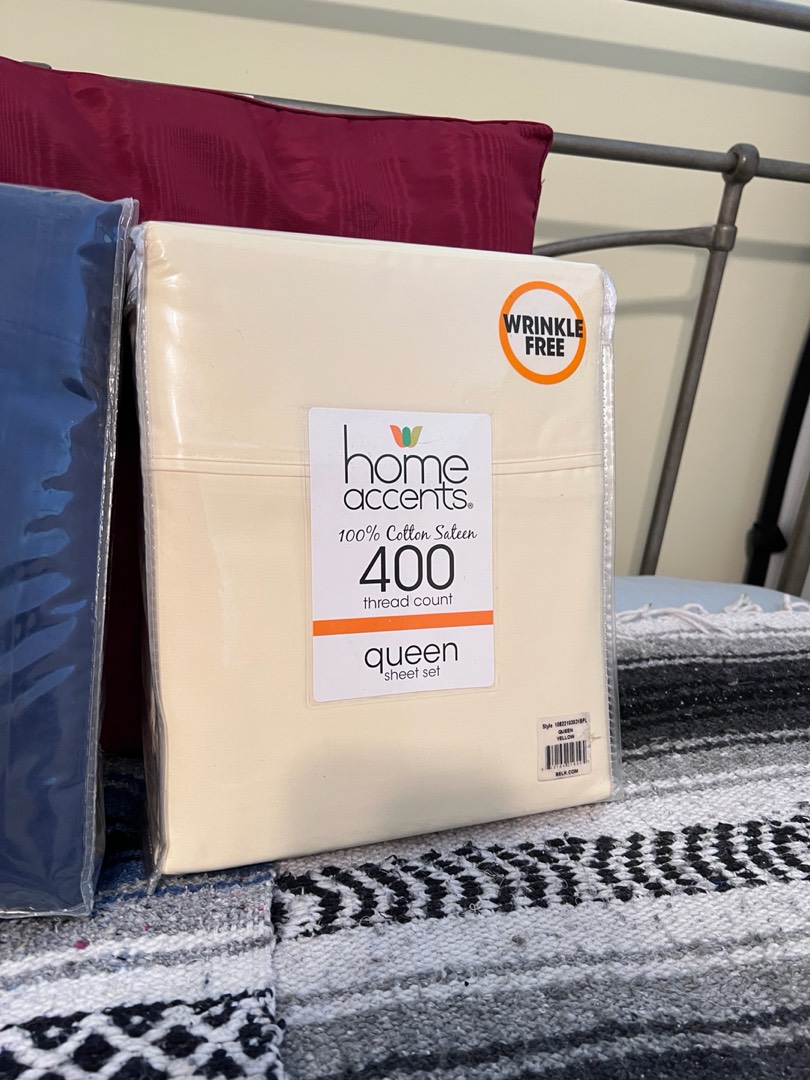 WRINKLE
FREE
home
accents®
100% Cotton Sateen
400
thread count
queen
sheet set
QUEEN
YELLOW
BELK.COM